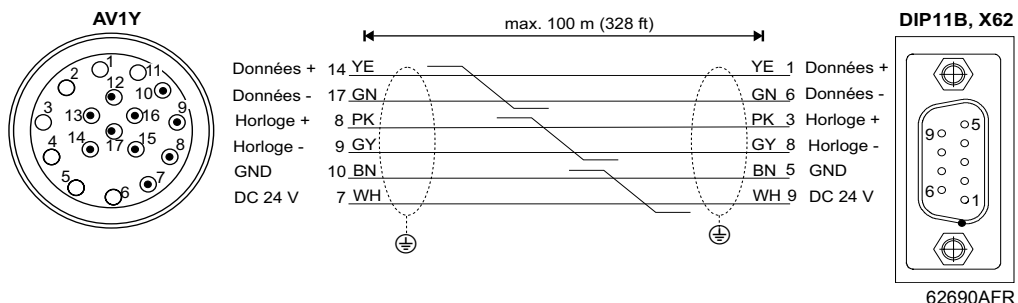 AV1Y
max. 100 m (328 ft)
DIP11B, X62
1
2
3
4
5
6
7
8
9
10
11
12
13
14
15
16
17
Données + 14 YE YE 1 Données +
Données - 17 GN GN 6 Données -
Horloge + 8 PK PK 3 Horloge +
Horloge - 9 GY GY 8 Horloge -
GND 10 BN BN 5 GND
DC 24 V 7 WH WH 9 DC 24 V
9
5
6
1
62690AFR